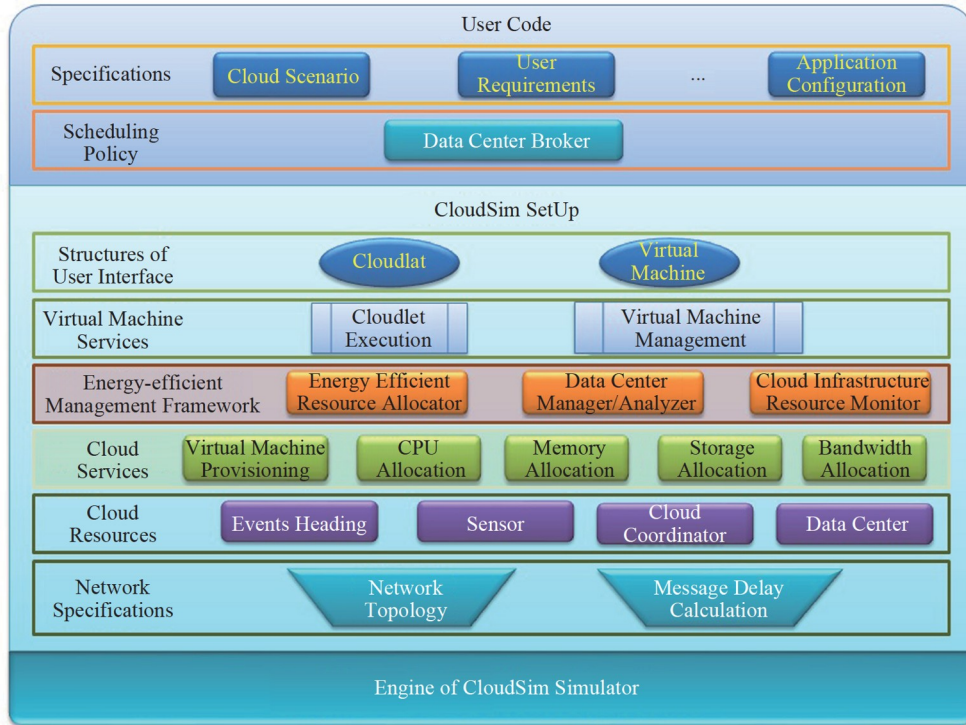 User Code
Specifications
Cloud Scenario
User
Requirements
...
Application
Configuration
Scheduling
Policy
Data Center Broker
CloudSim SetUp
Structures of
User Interface
Cloudlat
Virtual
Machine
Virtual Machine
Services
Cloudlet
Execution
Virtual Machine
Management
Energy-efficient
Management Framework
Energy Efficient
Resource Allocator
Data Center
Manager/Analyzer
Cloud Infrastructure
Resource Monitor
Cloud
Services
Virtual Machine
Provisioning
CPU
Allocation
Memory
Allocation
Storage
Allocation
Bandwidth
Allocation
Cloud
Resources
Events Heading
Sensor
Cloud
Coordinator
Data Center
Network
Specifications
Network
Topology
Message Delay
Calculation
Engine of CloudSim Simulator